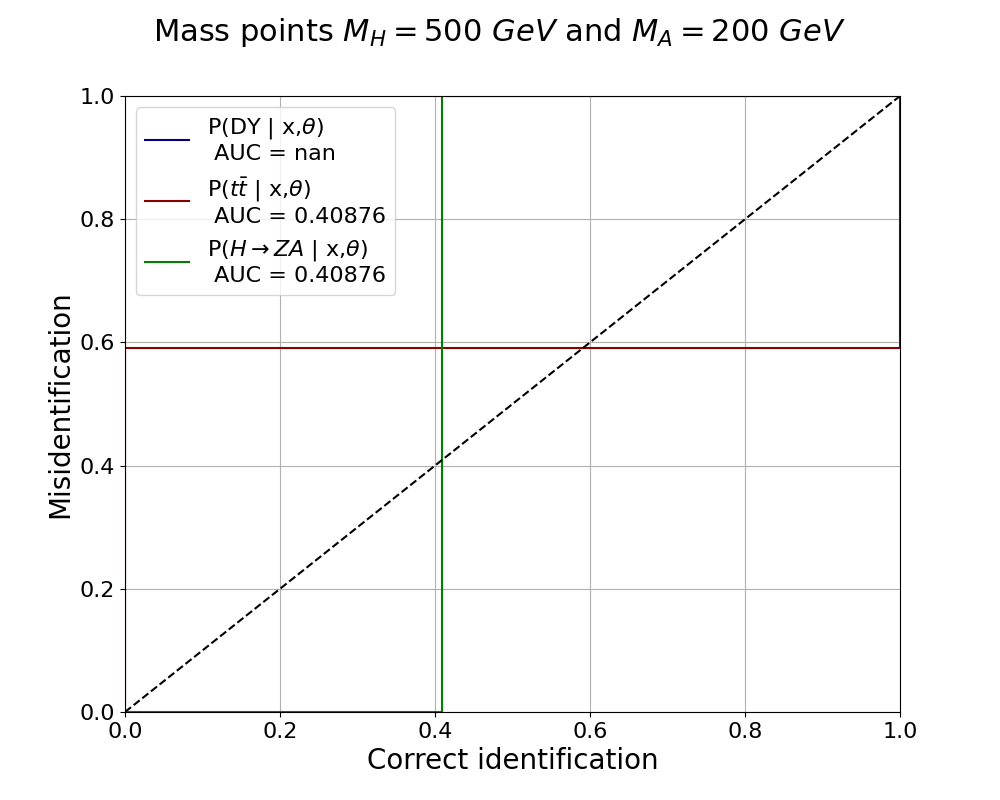 Mass points M_H = 500 GeV and M_A = 200 GeV
P(DY | x,θ)
AUC = nan
P(tt̄ | x,θ)
AUC = 0.40876
P(H → ZA | x,θ)
AUC = 0.40876
1.0
0.8
0.6
0.4
0.2
0.0
Misidentification
0.0 0.2 0.4 0.6 0.8 1.0
Correct identification